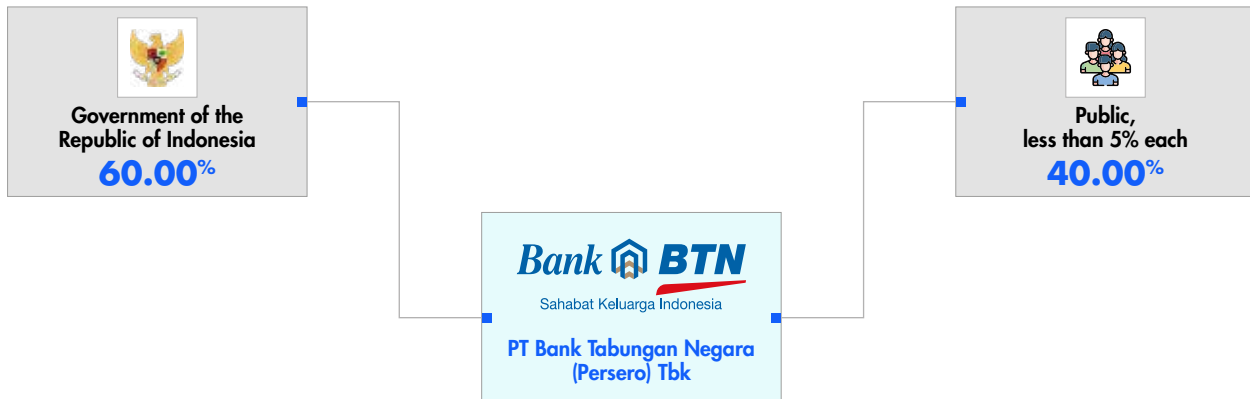 Government of the
Republic of Indonesia
60.00%
Public,
less than 5% each
40.00%
Bank BTN
Sahabat Keluarga Indonesia
PT Bank Tabungan Negara
(Persero) Tbk